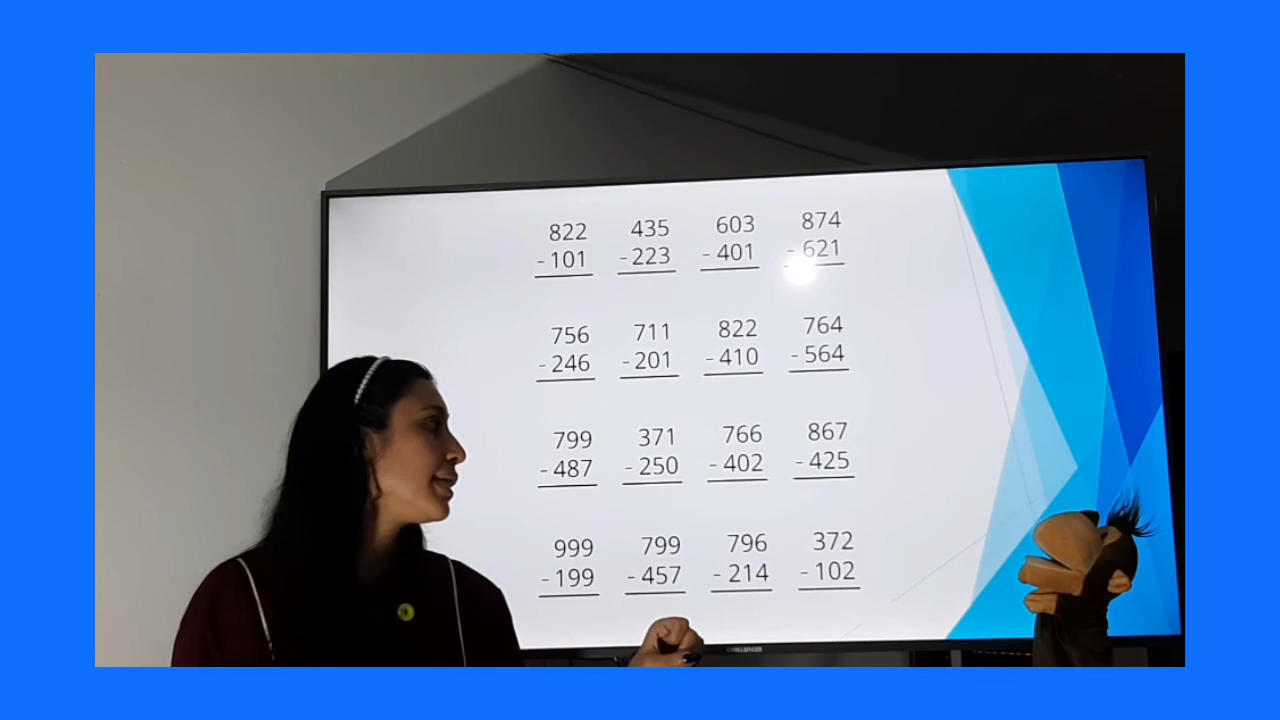 822 435 603 874
- 101 - 223 - 401 - 621
756 711 822 764
- 246 - 201 - 410 - 564
799 371 766 867
- 487 - 250 - 402 - 425
999 799 796 372
- 199 - 457 - 214 - 102
CHALLENGER